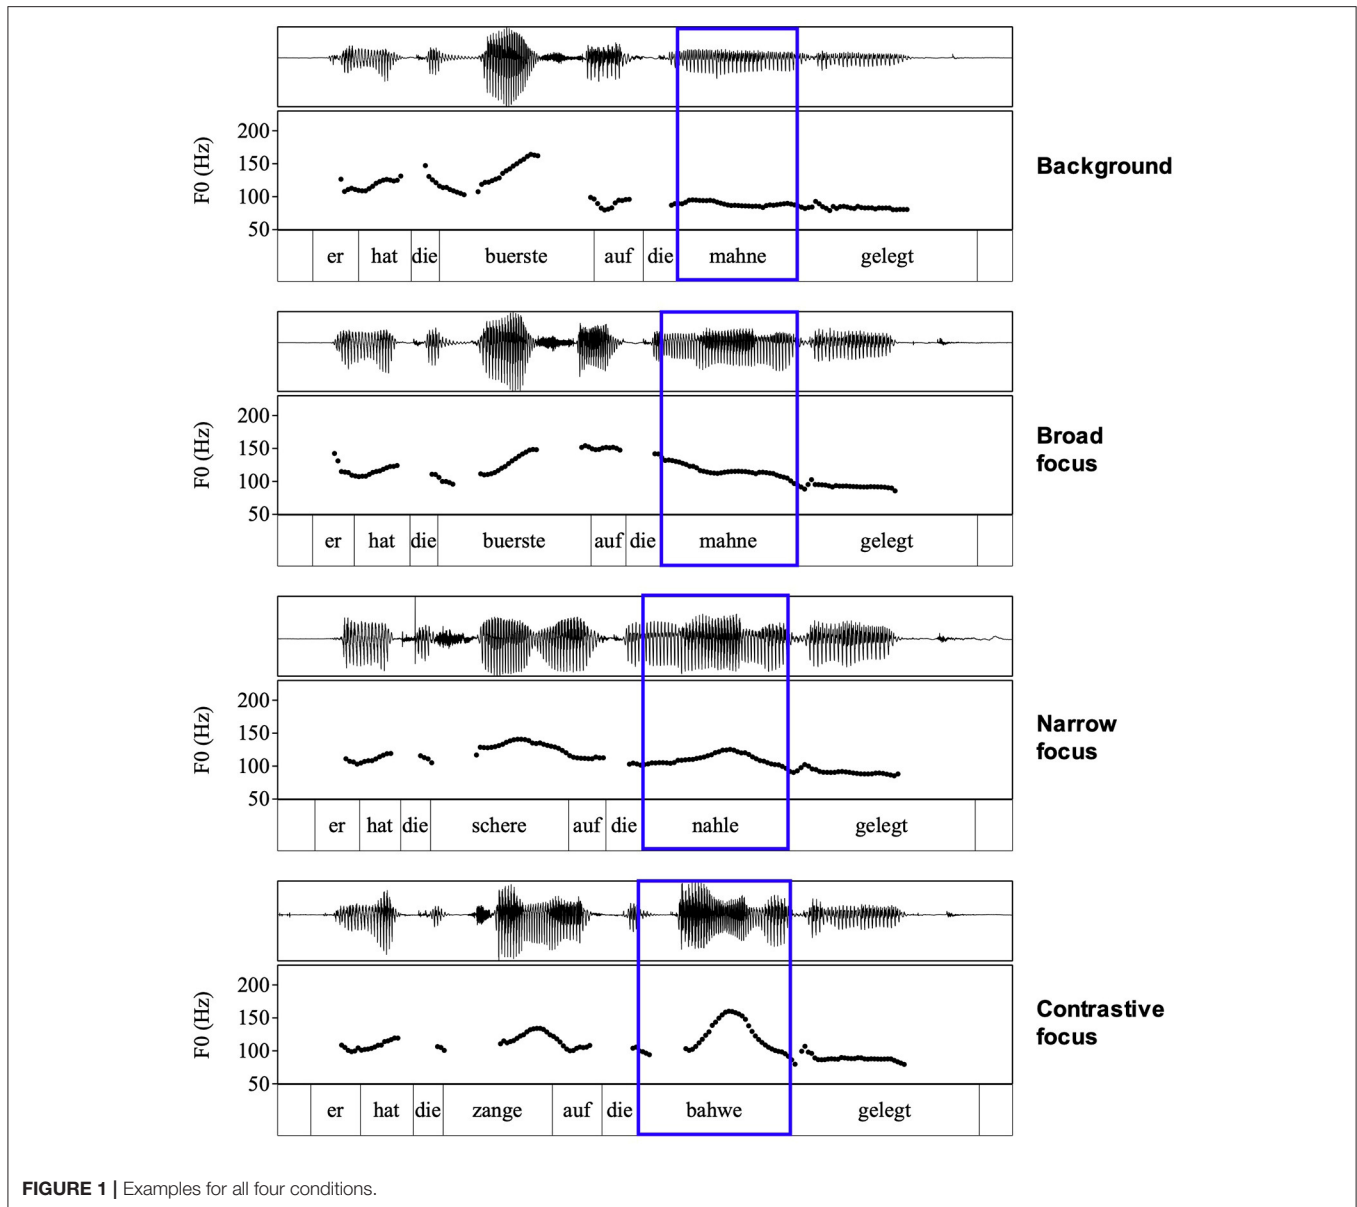 200
150
100
50
F0 (Hz)
Background
er hat die buerste auf die mahne gelegt
200
150
100
50
F0 (Hz)
Broad
focus
er hat die buerste auf die mahne gelegt
200
150
100
50
F0 (Hz)
Narrow
focus
er hat die schere auf die nahle gelegt
200
150
100
50
F0 (Hz)
Contrastive
focus
er hat die zange auf die bahwe gelegt
FIGURE 1 | Examples for all four conditions.